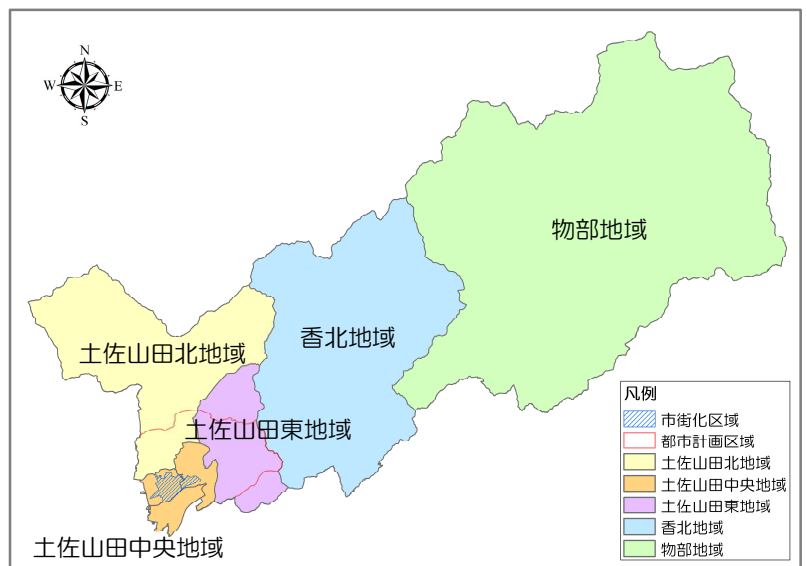 N
W
E
S
物部地域
香北地域
土佐山田北地域
土佐山田東地域
土佐山田中央地域
凡例
市街化区域
都市計画区域
土佐山田北地域
土佐山田中央地域
土佐山田東地域
香北地域
物部地域